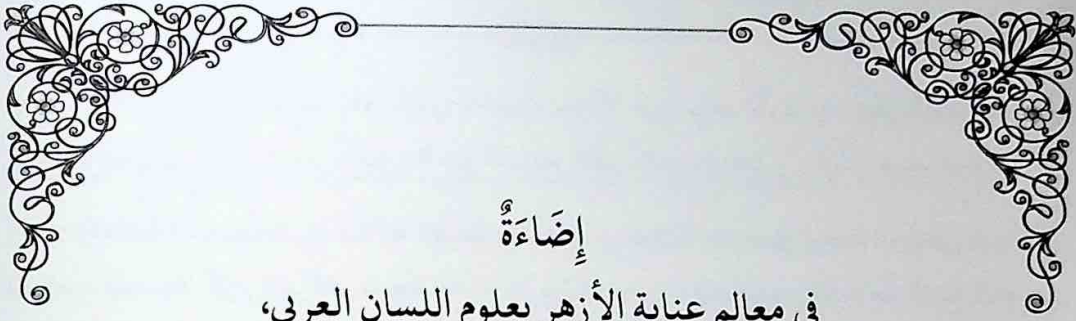 إِضَاءَةٌ
في معالم عناية الأزهر بعلوم اللسان العربي،